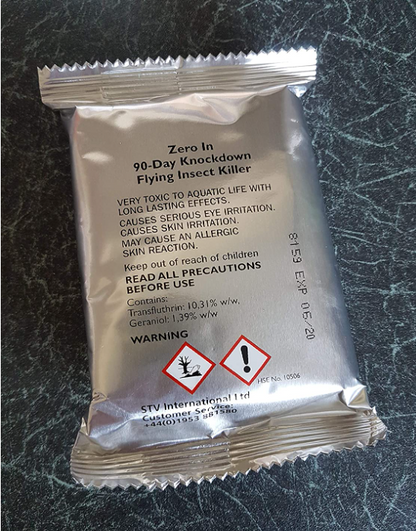 Zero In
90-Day Knockdown
Flying Insect Killer
VERY TOXIC TO AQUATIC LIFE WITH
LONG LASTING EFFECTS.
CAUSES SERIOUS EYE IRRITATION.
CAUSES SKIN IRRITATION.
MAY CAUSE AN ALLERGIC
SKIN REACTION.
Keep out of reach of children
READ ALL PRECAUTIONS
BEFORE USE
Contains:
Transfluthrin: 10.31% w/w,
Geraniol: 1.39% w/w
WARNING
HSE No. 10506
STV International Ltd
Customer Service:
+44(0)1953 881580
8159 EXP 06/20